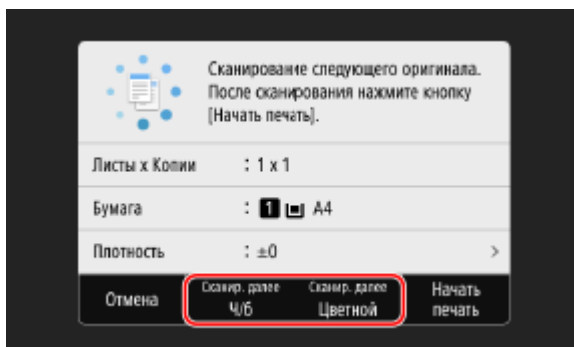 Сканирование следующего оригинала.
После сканирования нажмите кнопку
[Начать печать].
Листы x Копии : 1 x 1
Бумага : 1 A4
Плотность : ±0 >
Отмена
Сканир. далее
Ч/б
Сканир. далее
Цветной
Начать
печать